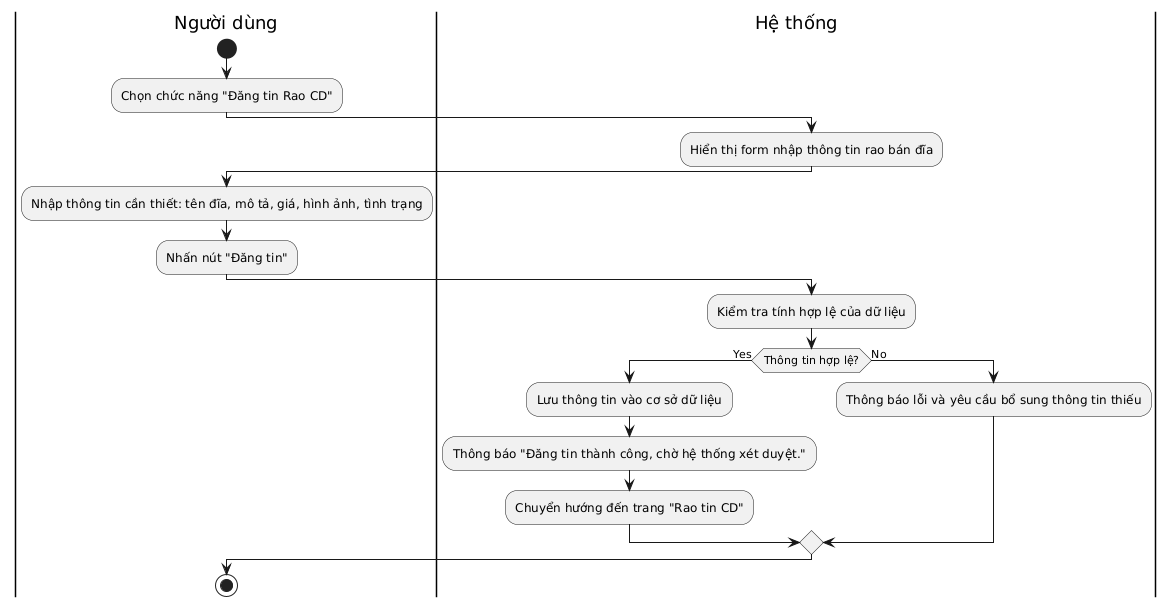 Người dùng
Hệ thống
Chọn chức năng "Đăng tin Rao CD"
Hiển thị form nhập thông tin rao bán đĩa
Nhập thông tin cần thiết: tên đĩa, mô tả, giá, hình ảnh, tình trạng
Nhấn nút "Đăng tin"
Kiểm tra tính hợp lệ của dữ liệu
Yes
Thông tin hợp lệ?
No
Lưu thông tin vào cơ sở dữ liệu
Thông báo lỗi và yêu cầu bổ sung thông tin thiếu
Thông báo "Đăng tin thành công, chờ hệ thống xét duyệt."
Chuyển hướng đến trang "Rao tin CD"